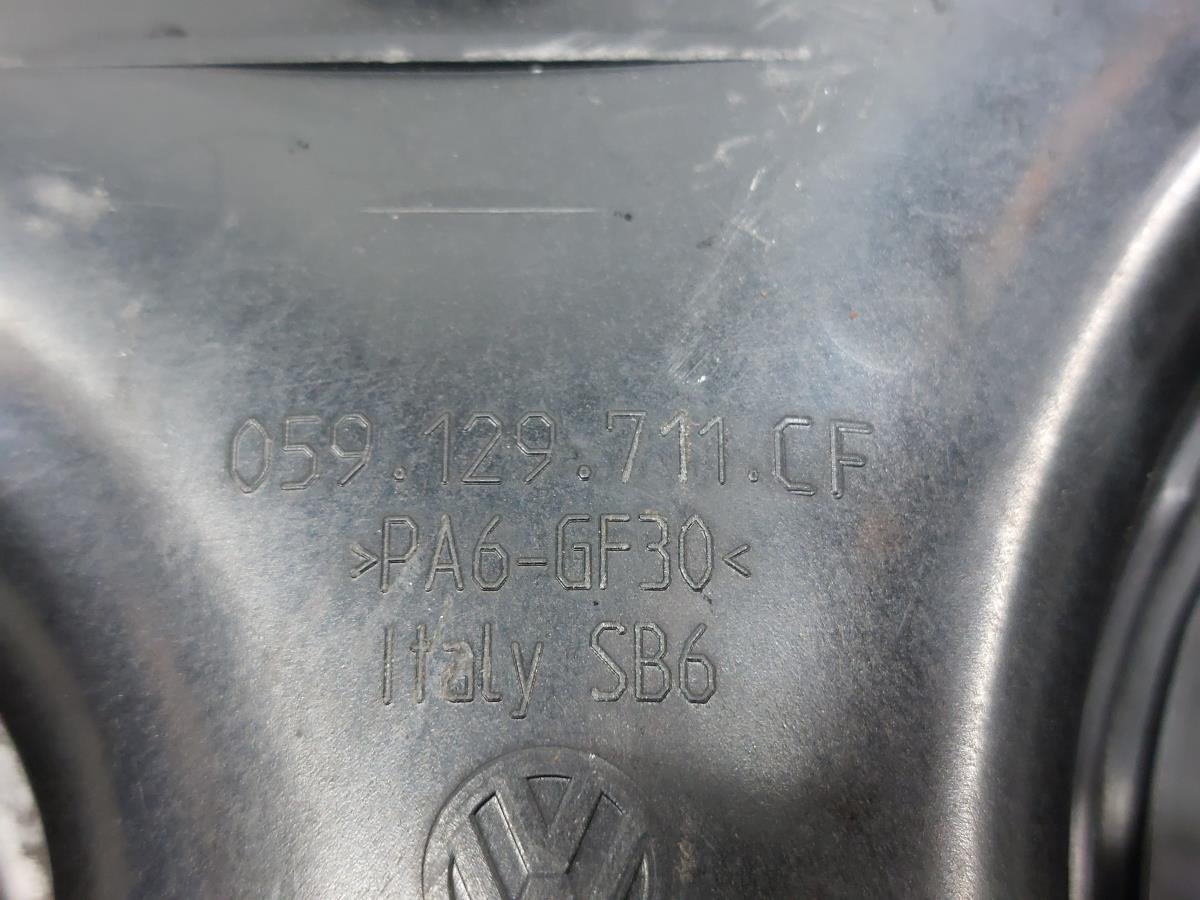 059.129.711.CF
>PA6-GF30<
Italy SB6